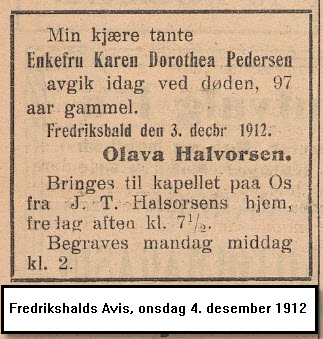 Min kjære tante
Enkefru Karen Dorothea Pedersen
avgik idag ved døden, 97
aar gammel.
Fredriksbald den 3. decbr 1912.
Olava Halvorsen.
Bringes til kapellet paa Os
fra J. T. Halsorsens hjem,
fre lag aften kl. 7½.
Begraves mandag middag
kl. 2.
Fredrikshalds Avis, onsdag 4. desember 1912